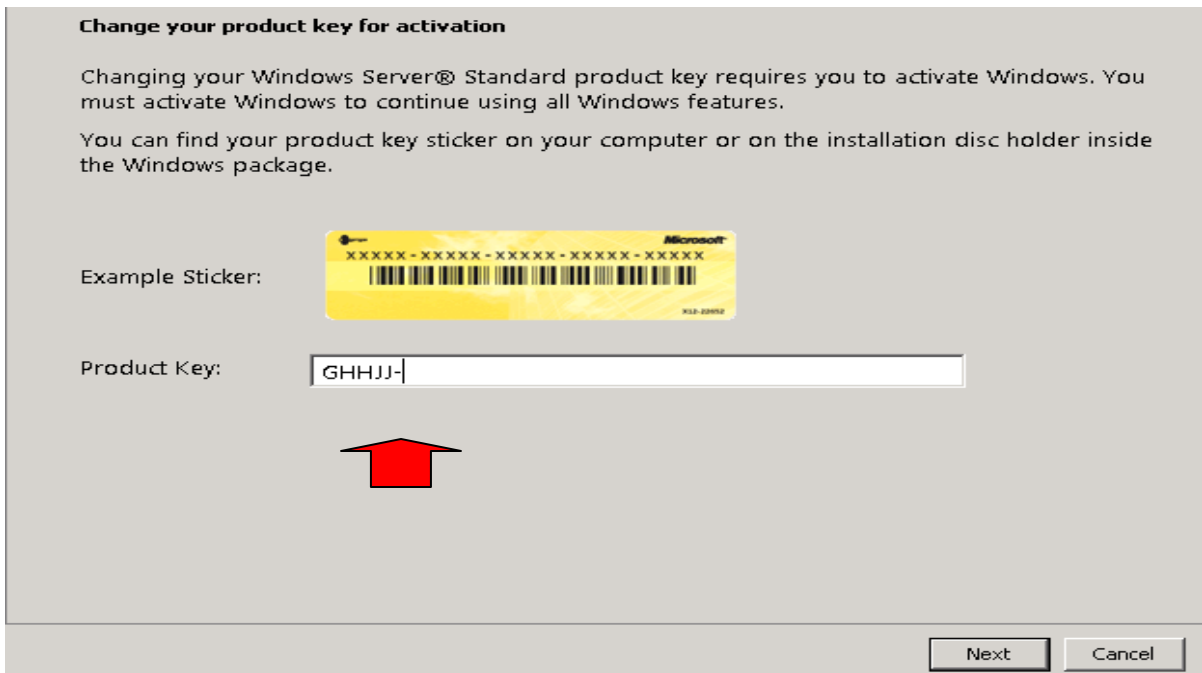 Change your product key for activation
Changing your Windows Server® Standard product key requires you to activate Windows. You
must activate Windows to continue using all Windows features.
You can find your product key sticker on your computer or on the installation disc holder inside
the Windows package.
Microsoft
XXXXX-XXXXX-XXXXX-XXXXX-XXXXX
Example Sticker:
X12-22652
Product Key: GHHJJ-
Next Cancel